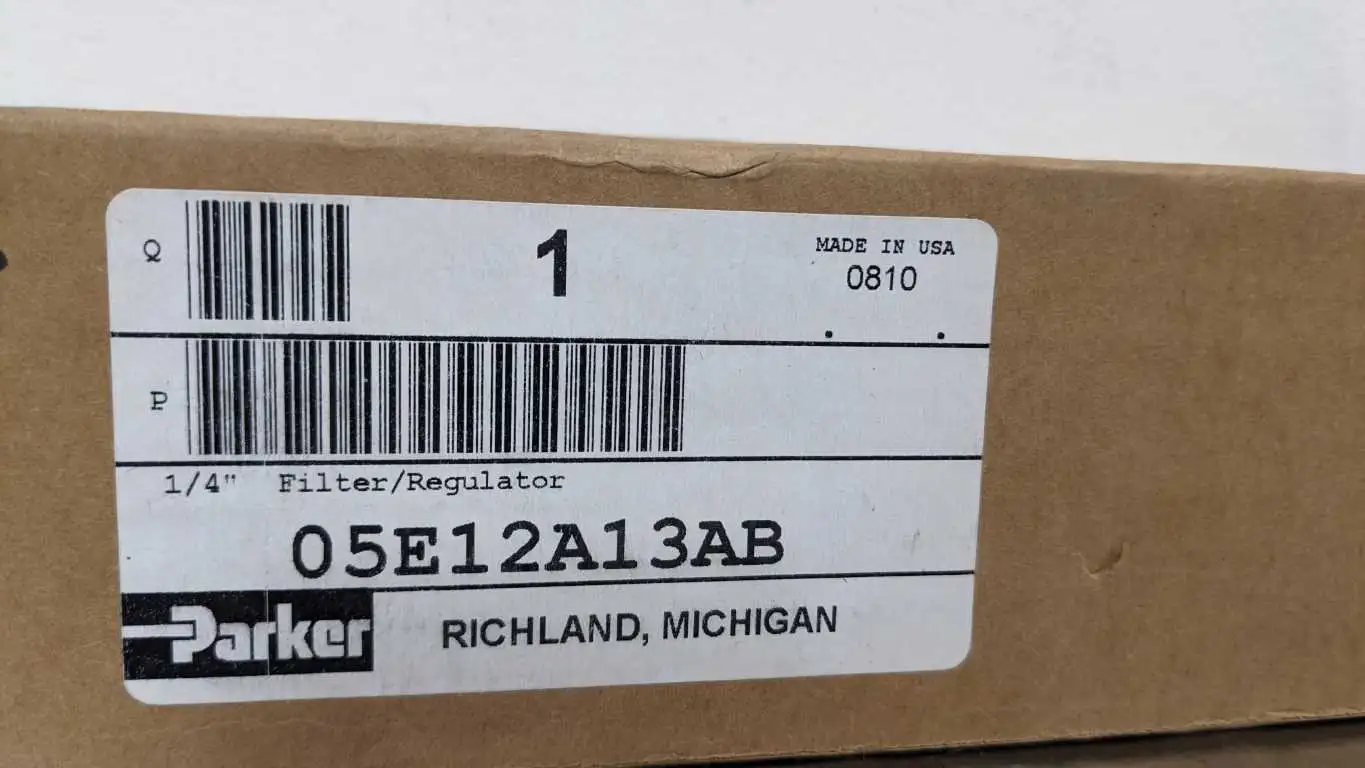 Q
1
MADE IN USA
0810
P
1/4" Filter/Regulator
05E12A13AB
Parker
RICHLAND, MICHIGAN